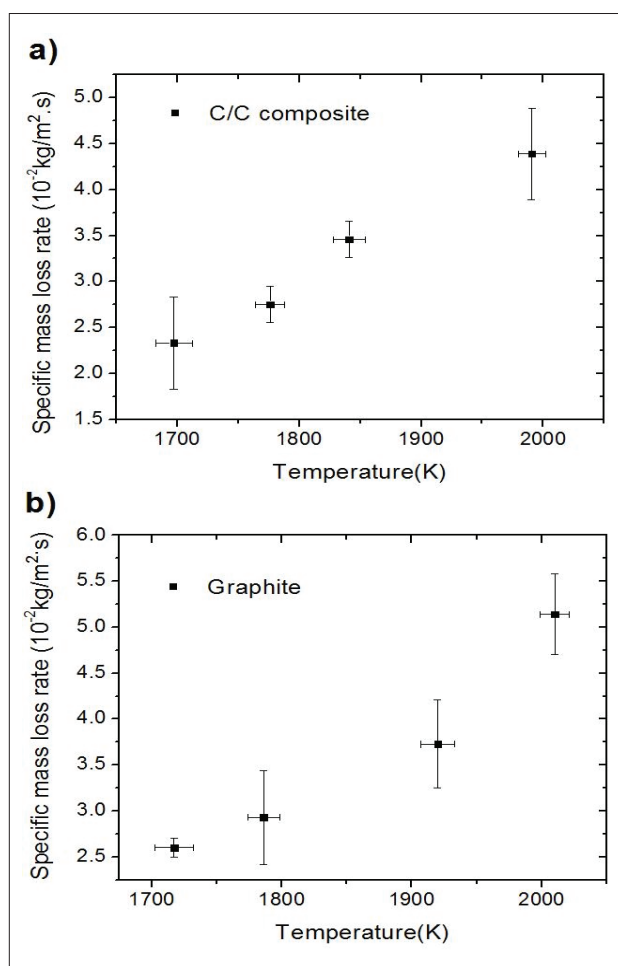 a)
Specific mass loss rate (10⁻²kg/m².s)
5.0
4.5
4.0
3.5
3.0
2.5
2.0
1.5
C/C composite
1700 1800 1900 2000
Temperature(K)
b)
Specific mass loss rate (10⁻²kg/m²·s)
6.0
5.5
5.0
4.5
4.0
3.5
3.0
2.5
Graphite
1700 1800 1900 2000
Temperature(K)